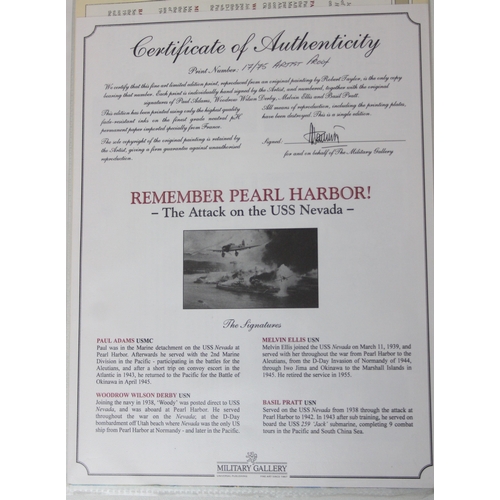 Certificate of Authenticity
Print Number: 17/75 ARTIST PROOF
We certify that this fine art limited edition print, reproduced from an original painting by Robert Taylor, is the only copy
bearing that number. Each print is individually hand signed by the Artist, and numbered, together with the original
signatures of Paul Adams, Woodrow Wilson Derby, Melvin Ellis and Basil Pratt.
This edition has been printed using only the highest quality
fade-resistant inks on the finest grade neutral pH
permanent paper imported specially from France.
The sole copyright of the original painting is retained by
the Artist, giving a firm guarantee against unauthorised
reproduction.
All means of reproduction, including the printing plates,
have been destroyed. This is a single edition.
Signed:
for and on behalf of The Military Gallery
REMEMBER PEARL HARBOR!
– The Attack on the USS Nevada –
The Signatures
PAUL ADAMS USMC
Paul was in the Marine detachment on the USS Nevada at
Pearl Harbor. Afterwards he served with the 2nd Marine
Division in the Pacific - participating in the battles for the
Aleutians, and after a short trip on convoy escort in the
Atlantic in 1943, he returned to the Pacific for the Battle of
Okinawa in April 1945.
WOODROW WILSON DERBY USN
Joining the navy in 1938, 'Woody' was posted direct to USS
Nevada, and was aboard at Pearl Harbor. He served
throughout the war on the Nevada; at the D-Day
bombardment off Utah beach where Nevada was the only US
ship from Pearl Harbor at Normandy - and later in the Pacific.
MELVIN ELLIS USN
Melvin Ellis joined the USS Nevada on March 11, 1939, and
served with her throughout the war from Pearl Harbor to the
Aleutians, from the D-Day Invasion of Normandy of 1944,
through Iwo Jima and Okinawa to the Marshall Islands in
1945. He retired the service in 1955.
BASIL PRATT USN
Served on the USS Nevada from 1938 through the attack at
Pearl Harbor to 1942. In 1943 after sub training, he served on
board the USS 259 'Jack' submarine, completing 9 combat
tours in the Pacific and South China Sea.
MILITARY GALLERY